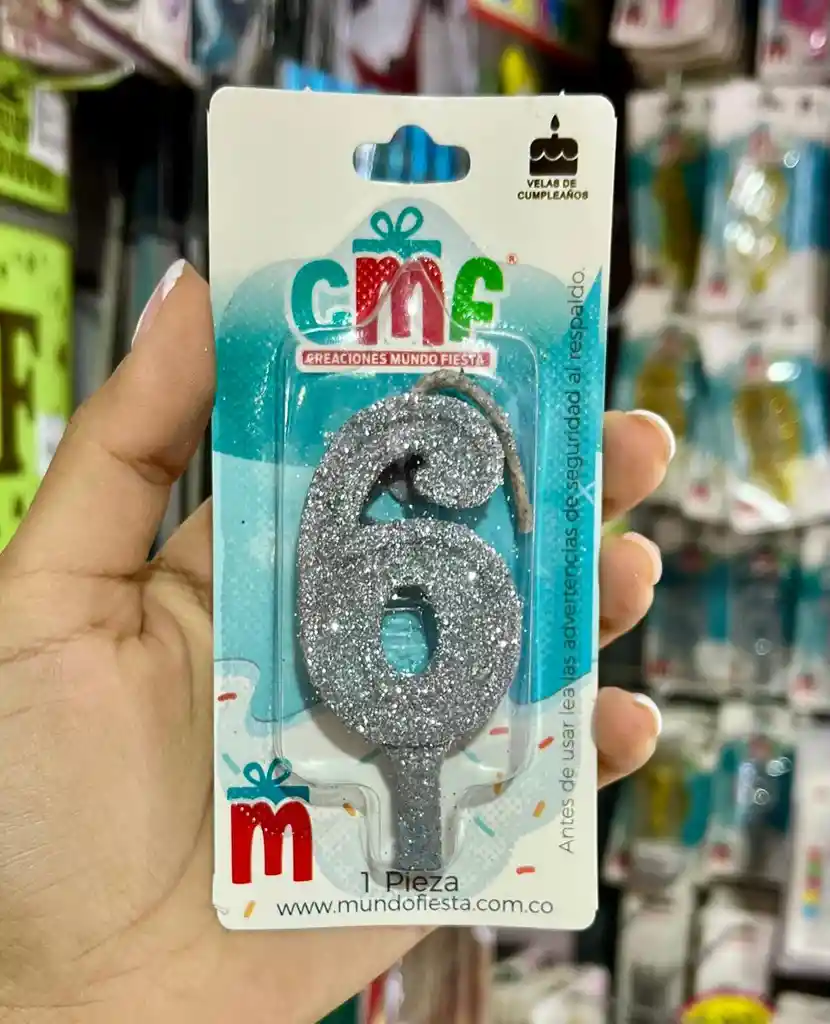 VELAS DE
CUMPLEAÑOS
cmf®
CREACIONES MUNDO FIESTA
6
Antes de usar lea las advertencias de seguridad al respaldo.
m
1 Pieza
www.mundofiesta.com.co
F